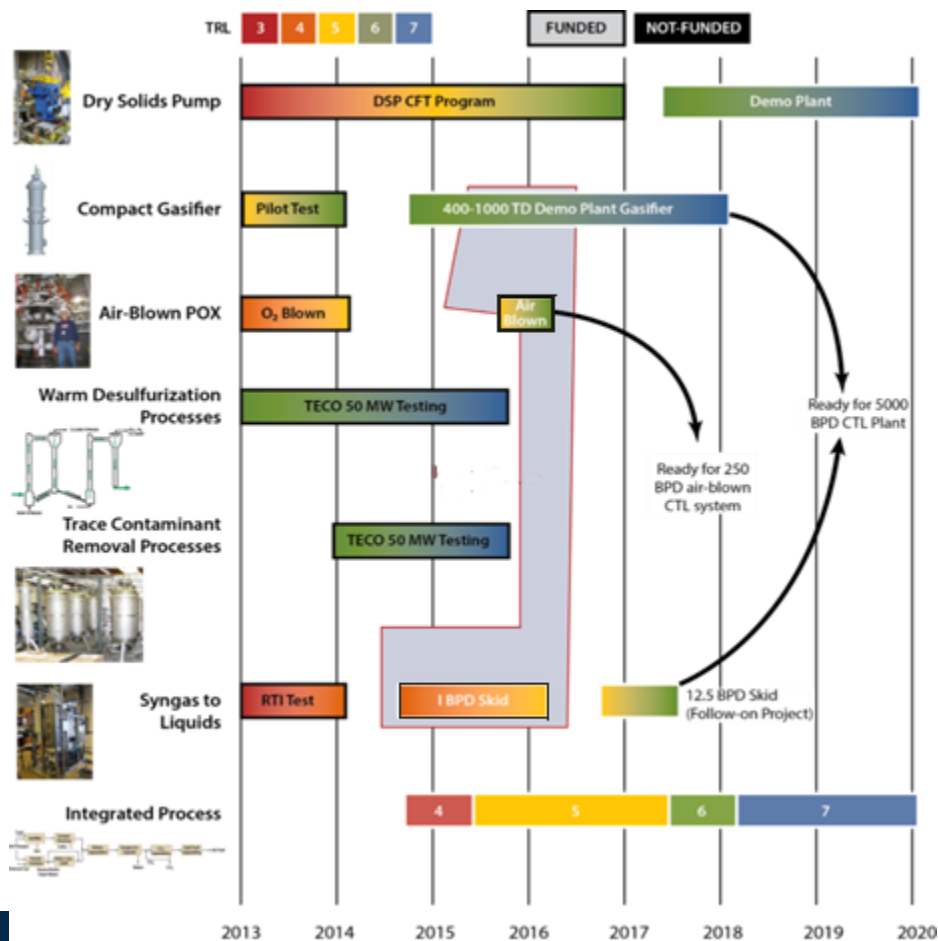 TRL 3 4 5 6 7 FUNDED NOT-FUNDED
Dry Solids Pump
DSP CFT Program
Demo Plant
Compact Gasifier
Pilot Test
400-1000 TD Demo Plant Gasifier
Air-Blown POX
O₂ Blown
Air
Blown
Warm Desulfurization
Processes
TECO 50 MW Testing
Ready for 5000
BPD CTL Plant
Ready for 250
BPD air-blown
CTL system
Trace Contaminant
Removal Processes
TECO 50 MW Testing
Syngas to
Liquids
RTI Test
I BPD Skid
12.5 BPD Skid
(Follow-on Project)
Integrated Process
4 5 6 7
2013 2014 2015 2016 2017 2018 2019 2020